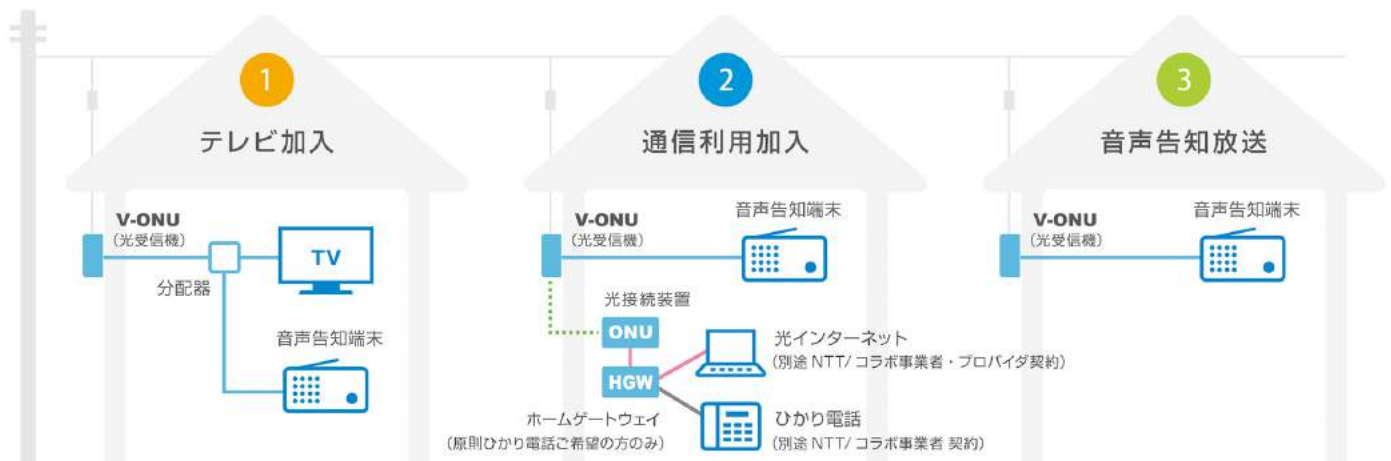 1
テレビ加入
V-ONU
(光受信機)
分配器
TV
音声告知端末
2
通信利用加入
V-ONU
(光受信機)
音声告知端末
光接続装置
ONU
HGW
ホームゲートウェイ
(原則ひかり電話ご希望の方のみ)
光インターネット
(別途 NTT/ コラボ事業者・プロバイダ契約)
ひかり電話
(別途 NTT/ コラボ事業者 契約)
3
音声告知放送
V-ONU
(光受信機)
音声告知端末